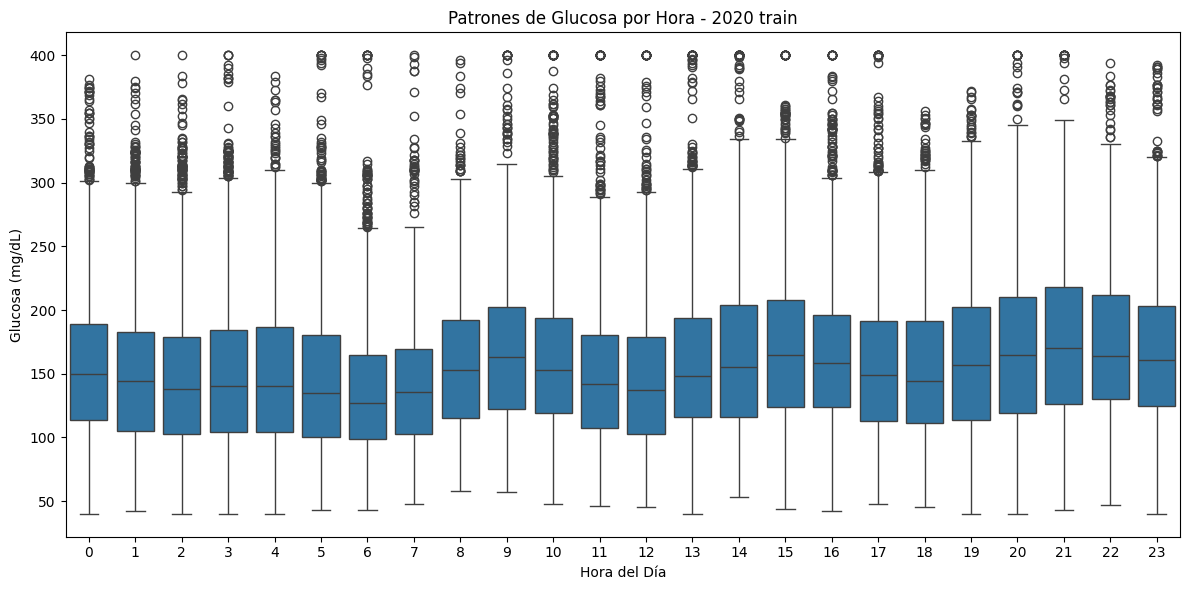 Patrones de Glucosa por Hora - 2020 train
Glucosa (mg/dL)
400
350
300
250
200
150
100
50
0 1 2 3 4 5 6 7 8 9 10 11 12 13 14 15 16 17 18 19 20 21 22 23
Hora del Día